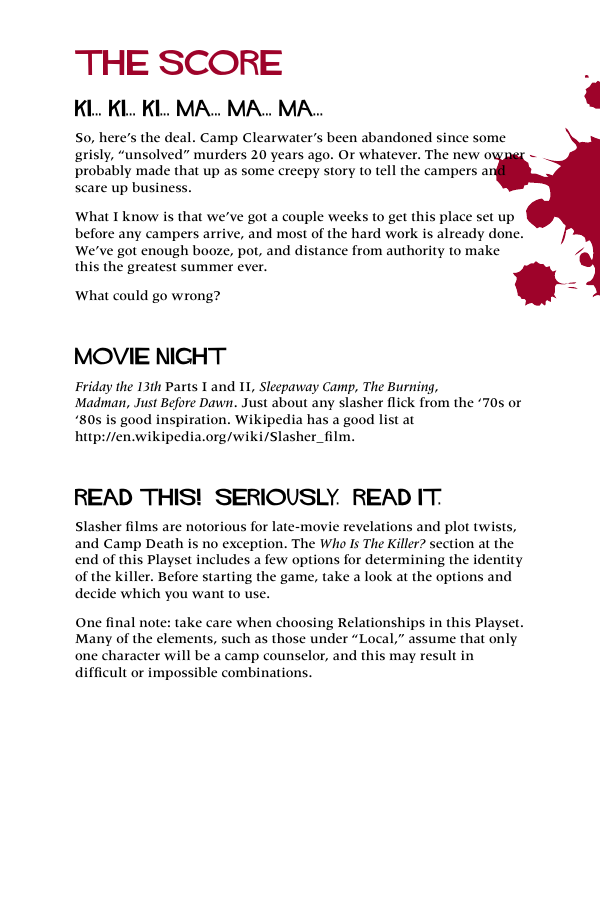 THE SCORE
KI... KI... KI... MA... MA... MA...
So, here's the deal. Camp Clearwater's been abandoned since some
grisly, “unsolved” murders 20 years ago. Or whatever. The new owner
probably made that up as some creepy story to tell the campers and
scare up business.
What I know is that we've got a couple weeks to get this place set up
before any campers arrive, and most of the hard work is already done.
We've got enough booze, pot, and distance from authority to make
this the greatest summer ever.
What could go wrong?
MOVIE NIGHT
Friday the 13th Parts I and II, Sleepaway Camp, The Burning,
Madman, Just Before Dawn. Just about any slasher flick from the ‘70s or
‘80s is good inspiration. Wikipedia has a good list at
http://en.wikipedia.org/wiki/Slasher_film.
READ THIS! SERIOUSLY. READ IT.
Slasher films are notorious for late-movie revelations and plot twists,
and Camp Death is no exception. The Who Is The Killer? section at the
end of this Playset includes a few options for determining the identity
of the killer. Before starting the game, take a look at the options and
decide which you want to use.
One final note: take care when choosing Relationships in this Playset.
Many of the elements, such as those under “Local,” assume that only
one character will be a camp counselor, and this may result in
difficult or impossible combinations.